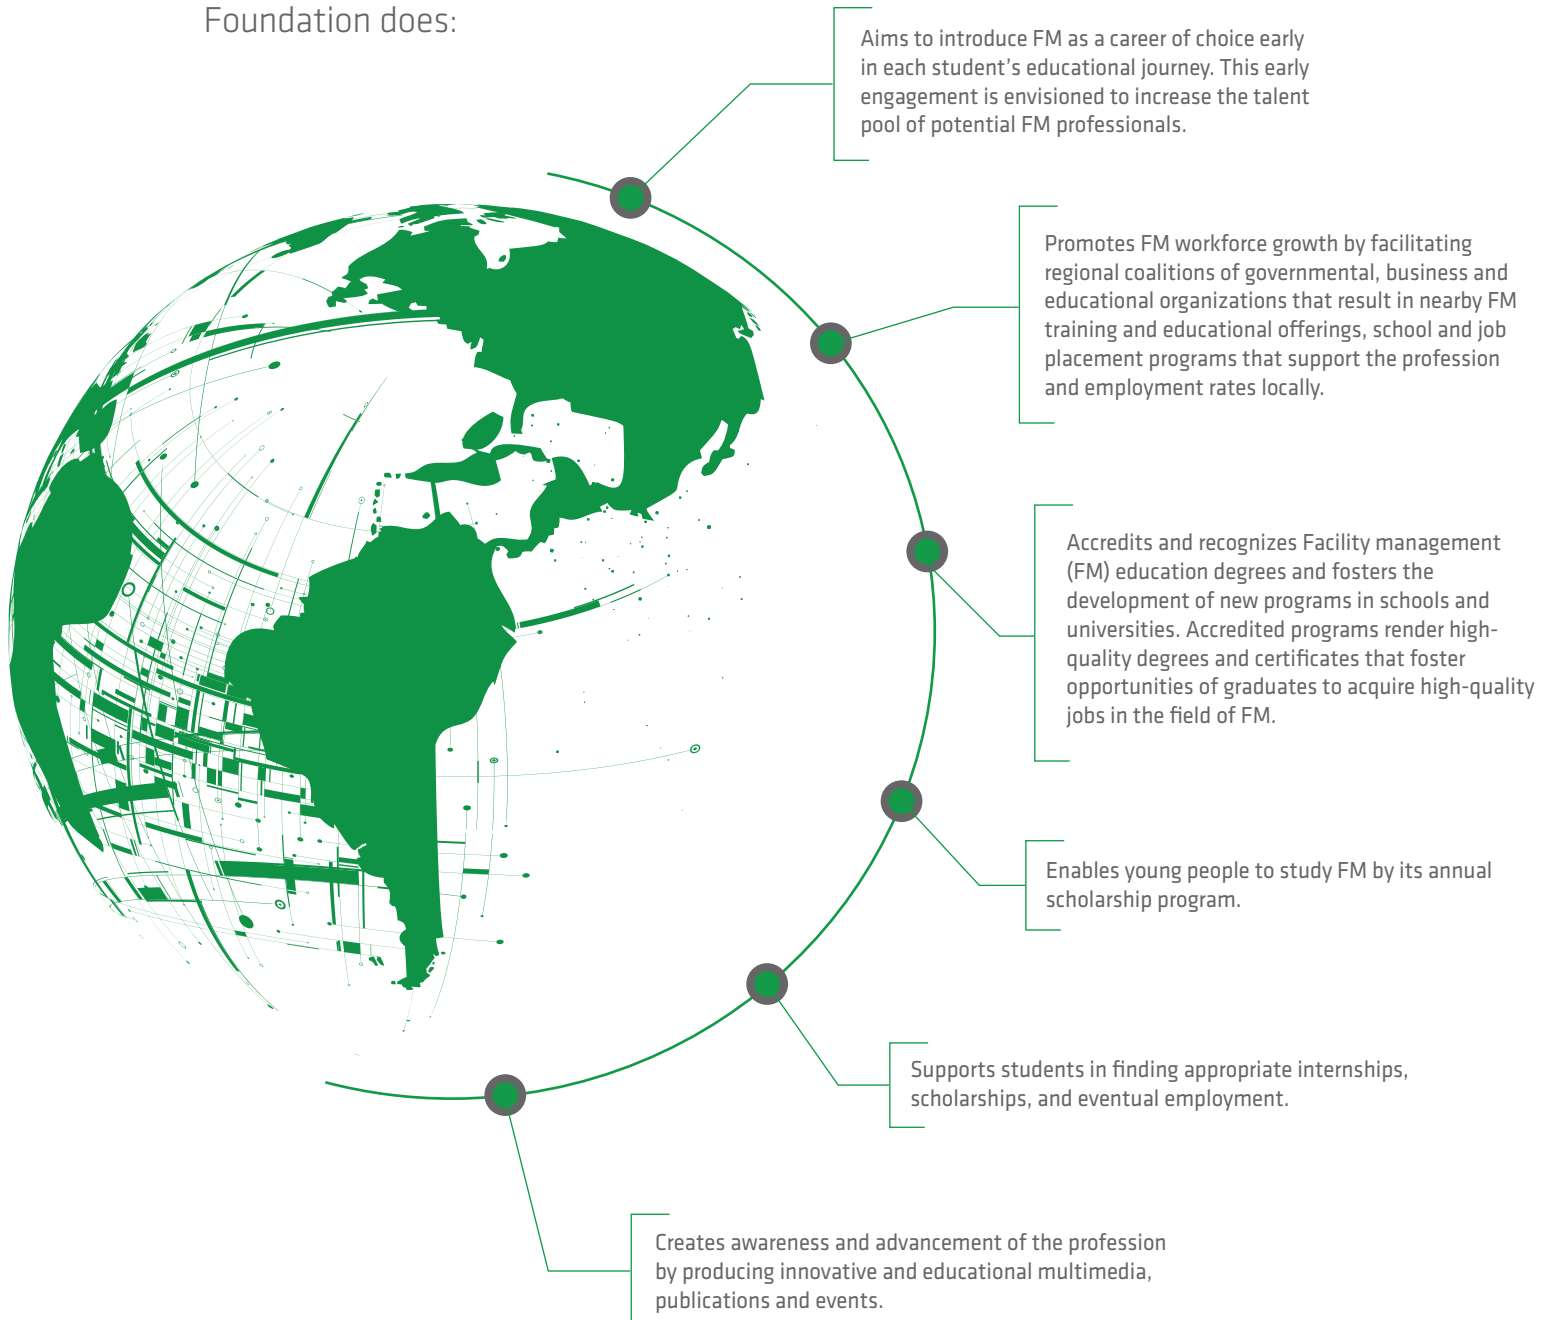 Foundation does:
Aims to introduce FM as a career of choice early
in each student's educational journey. This early
engagement is envisioned to increase the talent
pool of potential FM professionals.
Promotes FM workforce growth by facilitating
regional coalitions of governmental, business and
educational organizations that result in nearby FM
training and educational offerings, school and job
placement programs that support the profession
and employment rates locally.
Accredits and recognizes Facility management
(FM) education degrees and fosters the
development of new programs in schools and
universities. Accredited programs render high-
quality degrees and certificates that foster
opportunities of graduates to acquire high-quality
jobs in the field of FM.
Enables young people to study FM by its annual
scholarship program.
Supports students in finding appropriate internships,
scholarships, and eventual employment.
Creates awareness and advancement of the profession
by producing innovative and educational multimedia,
publications and events.